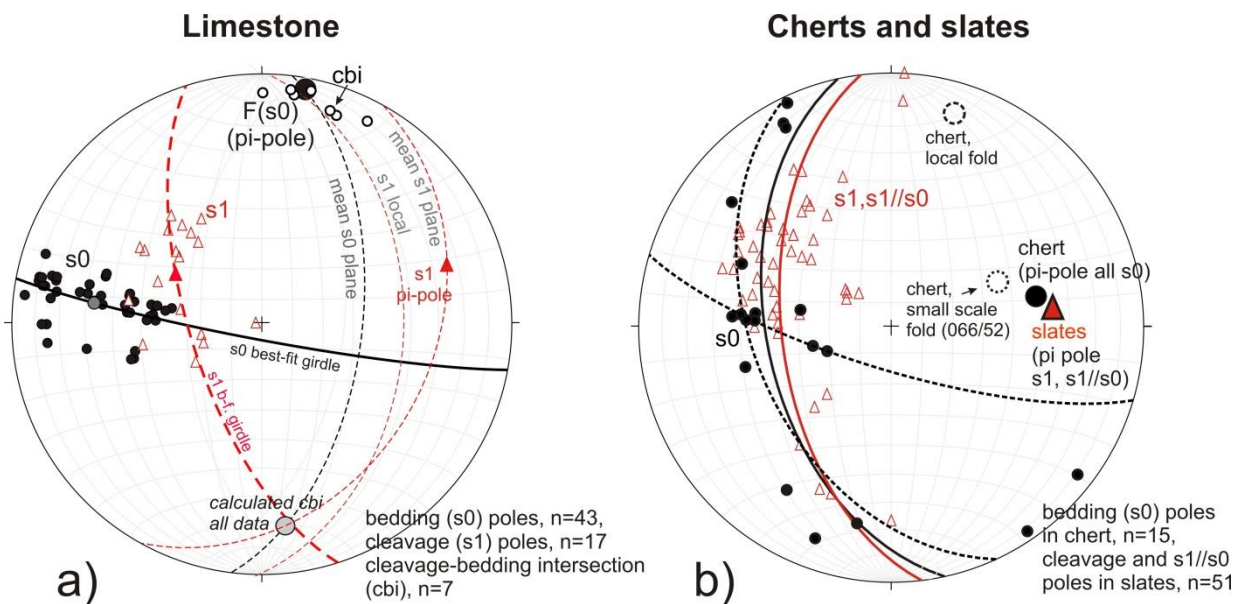 Limestone
cbi
F(s0)
(pi-pole)
mean s1 plane
s1 local
mean s0 plane
s1
s0
s1
pi-pole
s0 best-fit girdle
s1 b-f. girdle
calculated cbi
all data
bedding (s0) poles, n=43,
cleavage (s1) poles, n=17
cleavage-bedding intersection
(cbi), n=7
a)
Cherts and slates
chert,
local fold
s1,s1//s0
chert
(pi-pole all s0)
chert,
small scale
fold (066/52)
s0
slates
(pi pole
s1, s1//s0)
bedding (s0) poles
in chert, n=15,
cleavage and s1//s0
poles in slates, n=51
b)